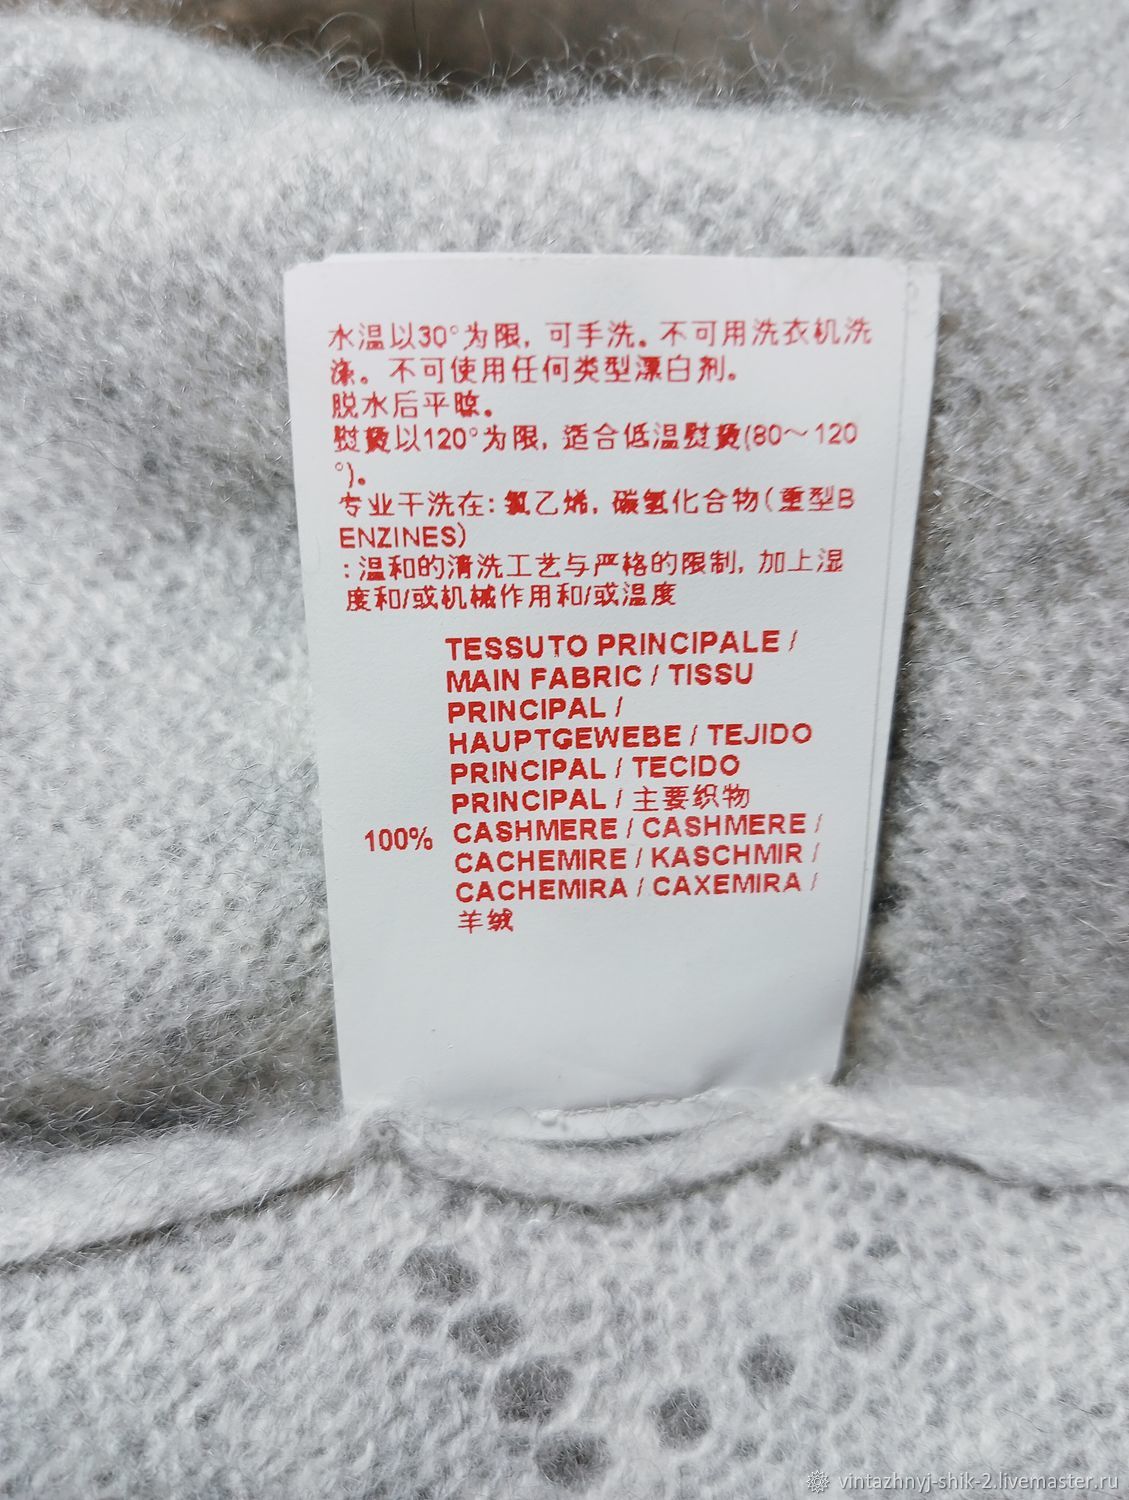 水温以30°为限, 可手洗。不可用洗衣机洗
涤。不可使用任何类型漂白剂。
脱水后平晾。
熨烫以120°为限, 适合低温熨烫(80～120
°)。
专业干洗在: 氯乙烯, 碳氢化合物(重型B
ENZINES)
: 温和的清洗工艺与严格的限制, 加上湿
度和/或机械作用和/或温度
TESSUTO PRINCIPALE /
MAIN FABRIC / TISSU
PRINCIPAL /
HAUPTGEWEBE / TEJIDO
PRINCIPAL / TECIDO
PRINCIPAL / 主要织物
100% CASHMERE / CASHMERE /
CACHEMIRE / KASCHMIR /
CACHEMIRA / CAXEMIRA /
羊绒
vintazhnyj-shik-2.livemaster.ru